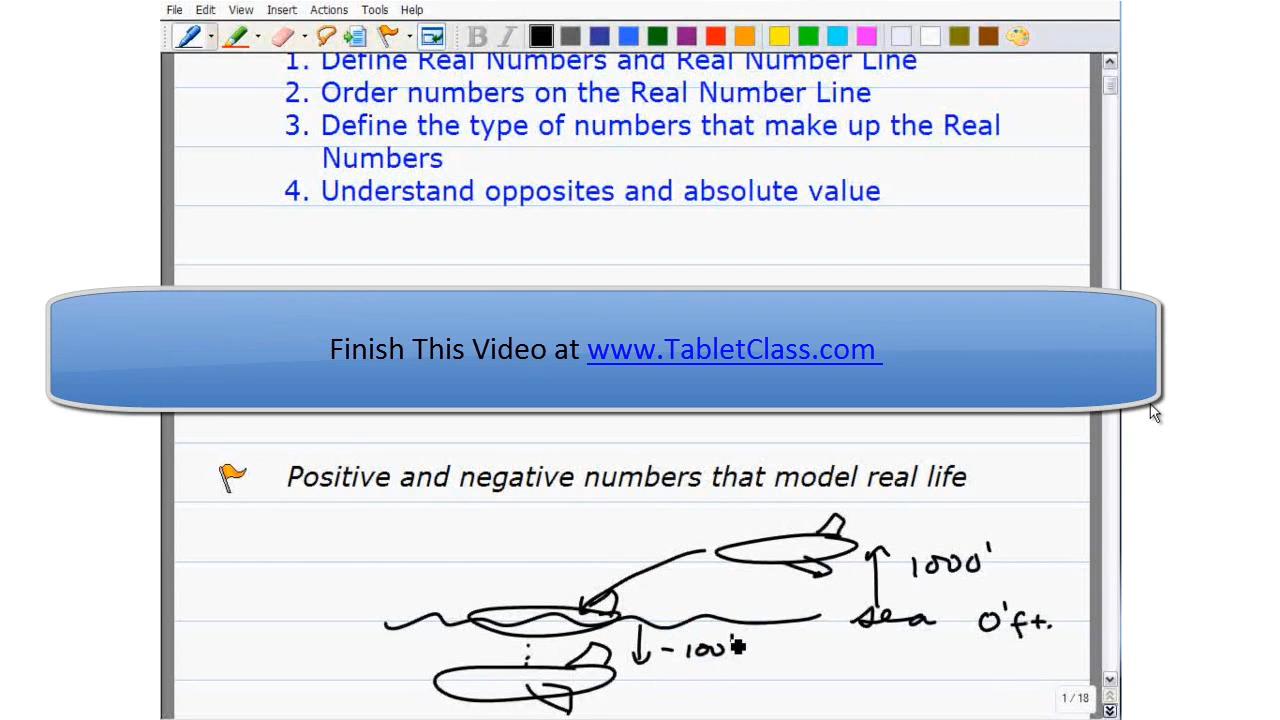 File Edit View Insert Actions Tools Help
B I
1. Define Real Numbers and Real Number Line
2. Order numbers on the Real Number Line
3. Define the type of numbers that make up the Real
Numbers
4. Understand opposites and absolute value
Finish This Video at www.TabletClass.com
Positive and negative numbers that model real life
1000'
sea 0'ft.
-100'
1 / 18